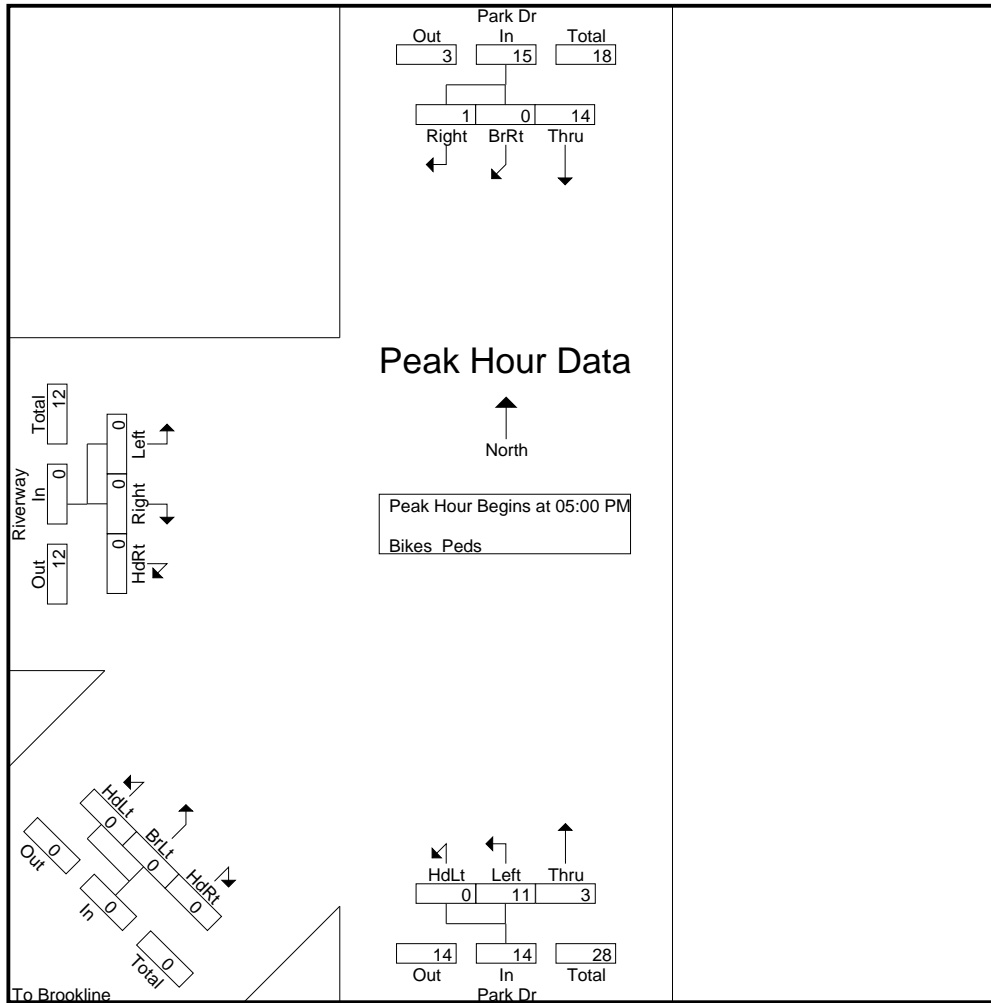 Park Dr
Out In Total
3 15 18
1 0 14
Right BrRt Thru
Peak Hour Data
North
Peak Hour Begins at 05:00 PM
Bikes Peds
Riverway
Out In Total
12 0 12
0 0 0
HdRt Right Left
HdLt BrLt HdRt
0 0 0
0 0 0
Out In Total
To Brookline
HdLt Left Thru
0 11 3
14 14 28
Out In Total
Park Dr